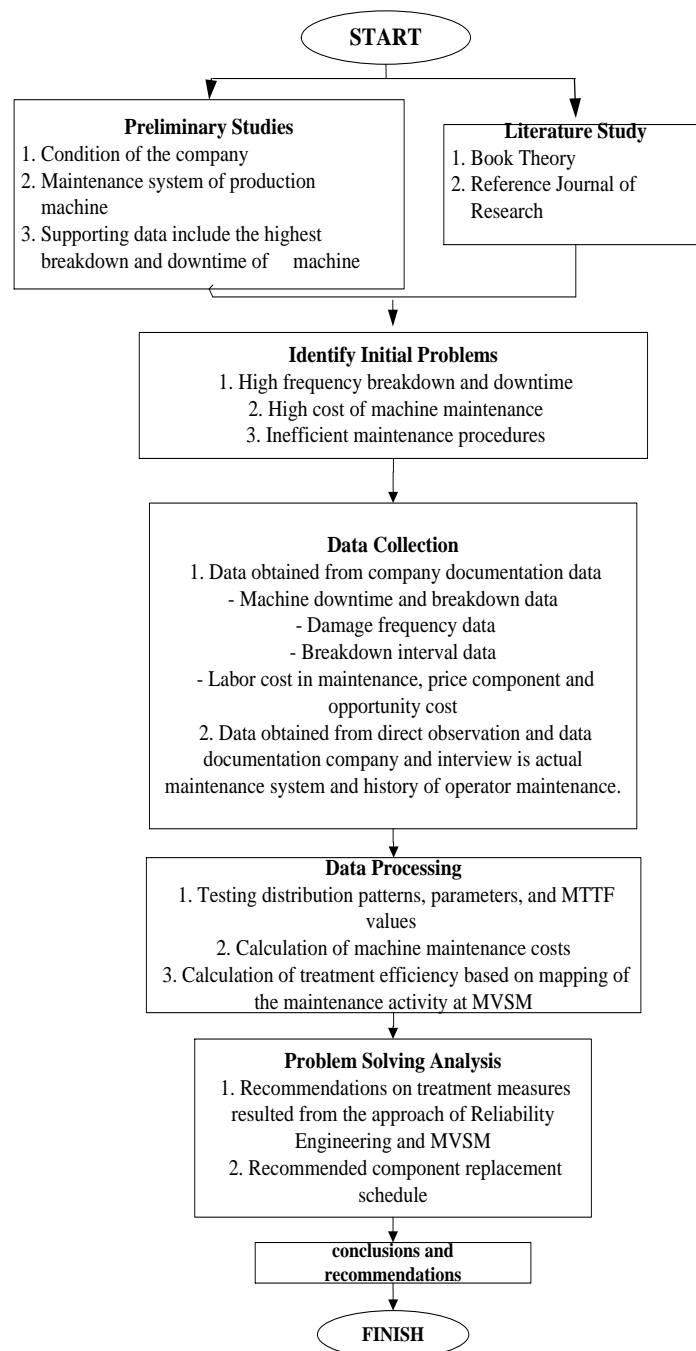 START
Preliminary Studies
1. Condition of the company
2. Maintenance system of production
machine
3. Supporting data include the highest
breakdown and downtime of machine
Literature Study
1. Book Theory
2. Reference Journal of
Research
Identify Initial Problems
1. High frequency breakdown and downtime
2. High cost of machine maintenance
3. Inefficient maintenance procedures
Data Collection
1. Data obtained from company documentation data
- Machine downtime and breakdown data
- Damage frequency data
- Breakdown interval data
- Labor cost in maintenance, price component and
opportunity cost
2. Data obtained from direct observation and data
documentation company and interview is actual
maintenance system and history of operator maintenance.
Data Processing
1. Testing distribution patterns, parameters, and MTTF
values
2. Calculation of machine maintenance costs
3. Calculation of treatment efficiency based on mapping of
the maintenance activity at MVSM
Problem Solving Analysis
1. Recommendations on treatment measures
resulted from the approach of Reliability
Engineering and MVSM
2. Recommended component replacement
schedule
conclusions and
recommendations
FINISH